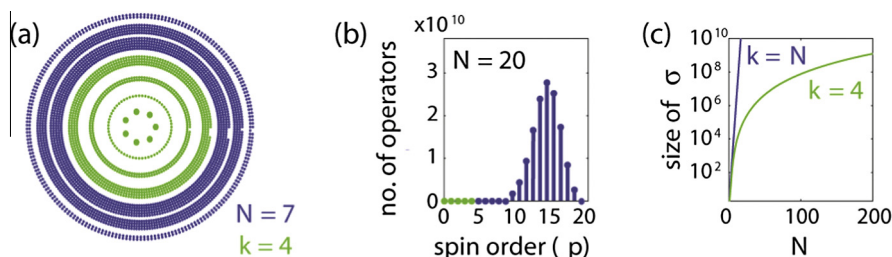 (a)
N = 7
k = 4
(b)
x10^10
N = 20
3
2
1
0
0 10 15 20
no. of operators
spin order ( p)
(c)
10^10
10^8
10^6
10^4
10^2
k = N
k = 4
size of σ
0 100 200
N